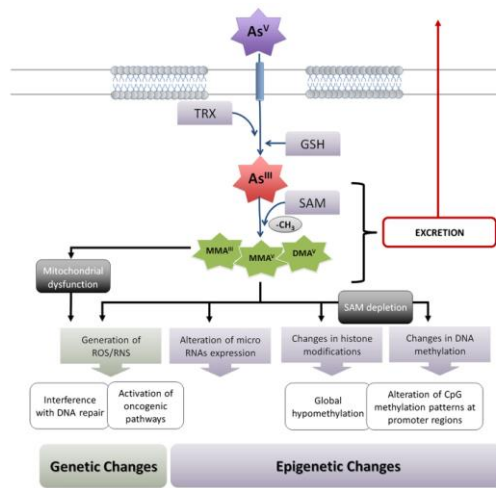 Asⱽ
TRX
GSH
Asᴵᴵᴵ
SAM
-CH₃
EXCRETION
MMAᴵᴵᴵ
MMAⱽ
DMAⱽ
Mitochondrial
dysfunction
SAM depletion
Generation of
ROS/RNS
Alteration of micro
RNAs expression
Changes in histone
modifications
Changes in DNA
methylation
Interference
with DNA repair
Activation of
oncogenic
pathways
Global
hypomethylation
Alteration of CpG
methylation patterns at
promoter regions
Genetic Changes
Epigenetic Changes